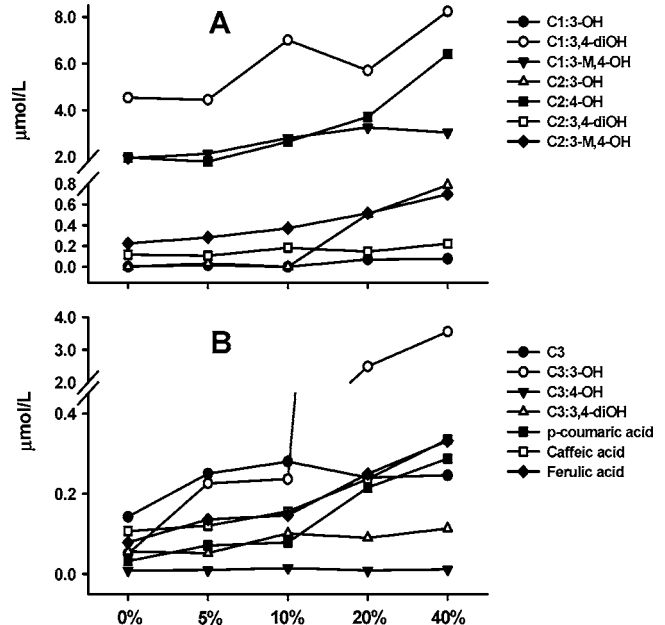 A
8.0
6.0
4.0
2.0
0.8
0.6
0.4
0.2
0.0
μmol/L
C1:3-OH
C1:3,4-diOH
C1:3-M,4-OH
C2:3-OH
C2:4-OH
C2:3,4-diOH
C2:3-M,4-OH
B
4.0
3.0
2.0
0.4
0.2
0.0
μmol/L
C3
C3:3-OH
C3:4-OH
C3:3,4-diOH
p-coumaric acid
Caffeic acid
Ferulic acid
0% 5% 10% 20% 40%